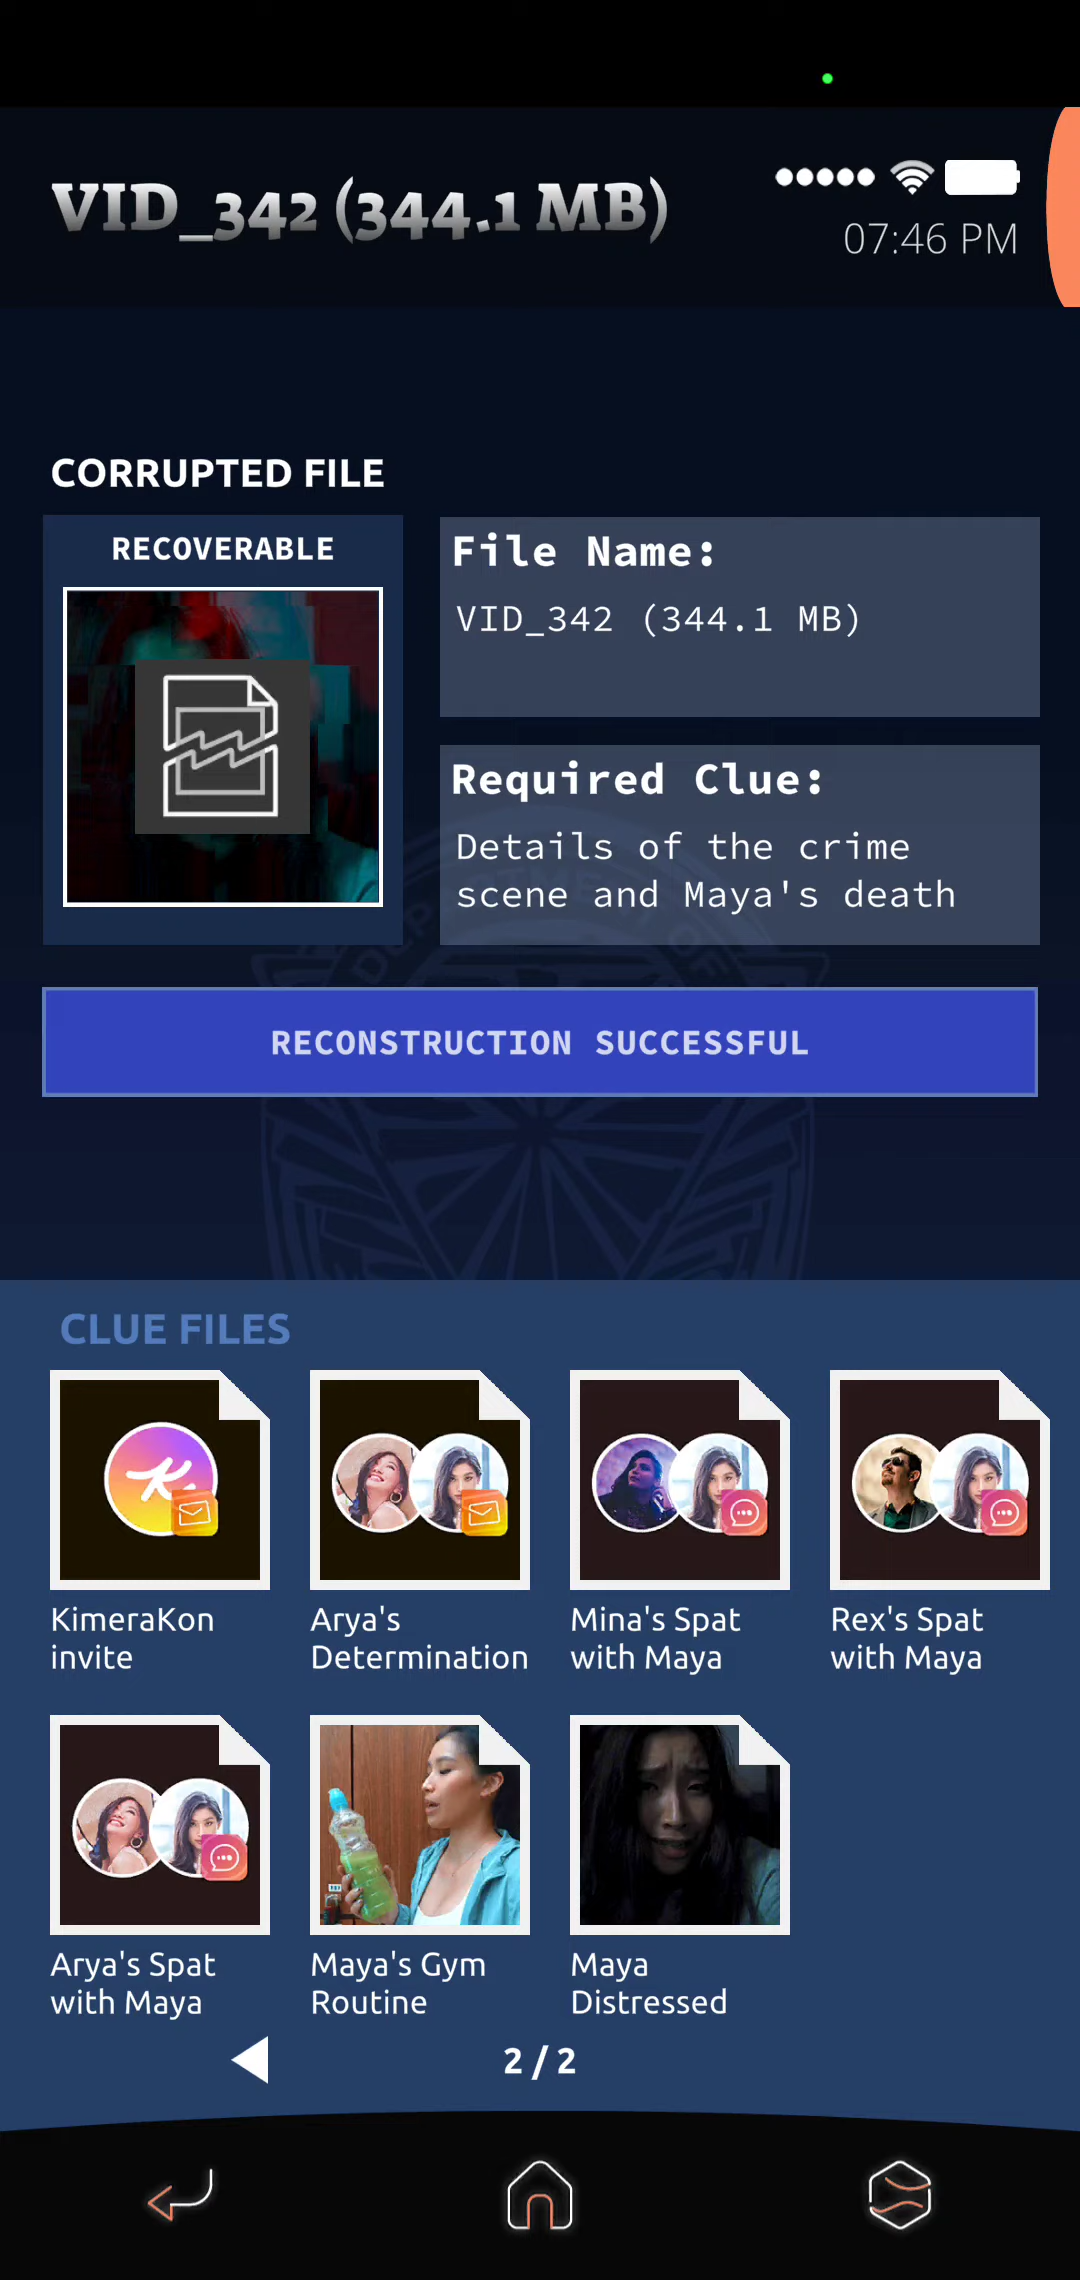 VID_342 (344.1 MB)
07:46 PM
CORRUPTED FILE
RECOVERABLE
File Name:
VID_342 (344.1 MB)
Required Clue:
Details of the crime
scene and Maya's death
RECONSTRUCTION SUCCESSFUL
CLUE FILES
KimeraKon
invite
Arya's
Determination
Mina's Spat
with Maya
Rex's Spat
with Maya
Arya's Spat
with Maya
Maya's Gym
Routine
Maya
Distressed
2 / 2